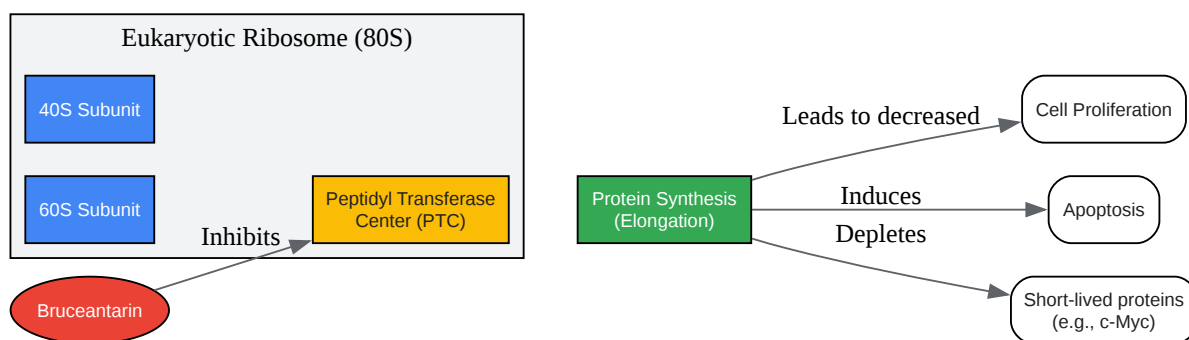 Eukaryotic Ribosome (80S)
40S Subunit
60S Subunit
Peptidyl Transferase
Center (PTC)
Inhibits
Bruceantarin
Protein Synthesis
(Elongation)
Leads to decreased
Cell Proliferation
Induces
Apoptosis
Depletes
Short-lived proteins
(e.g., c-Myc)